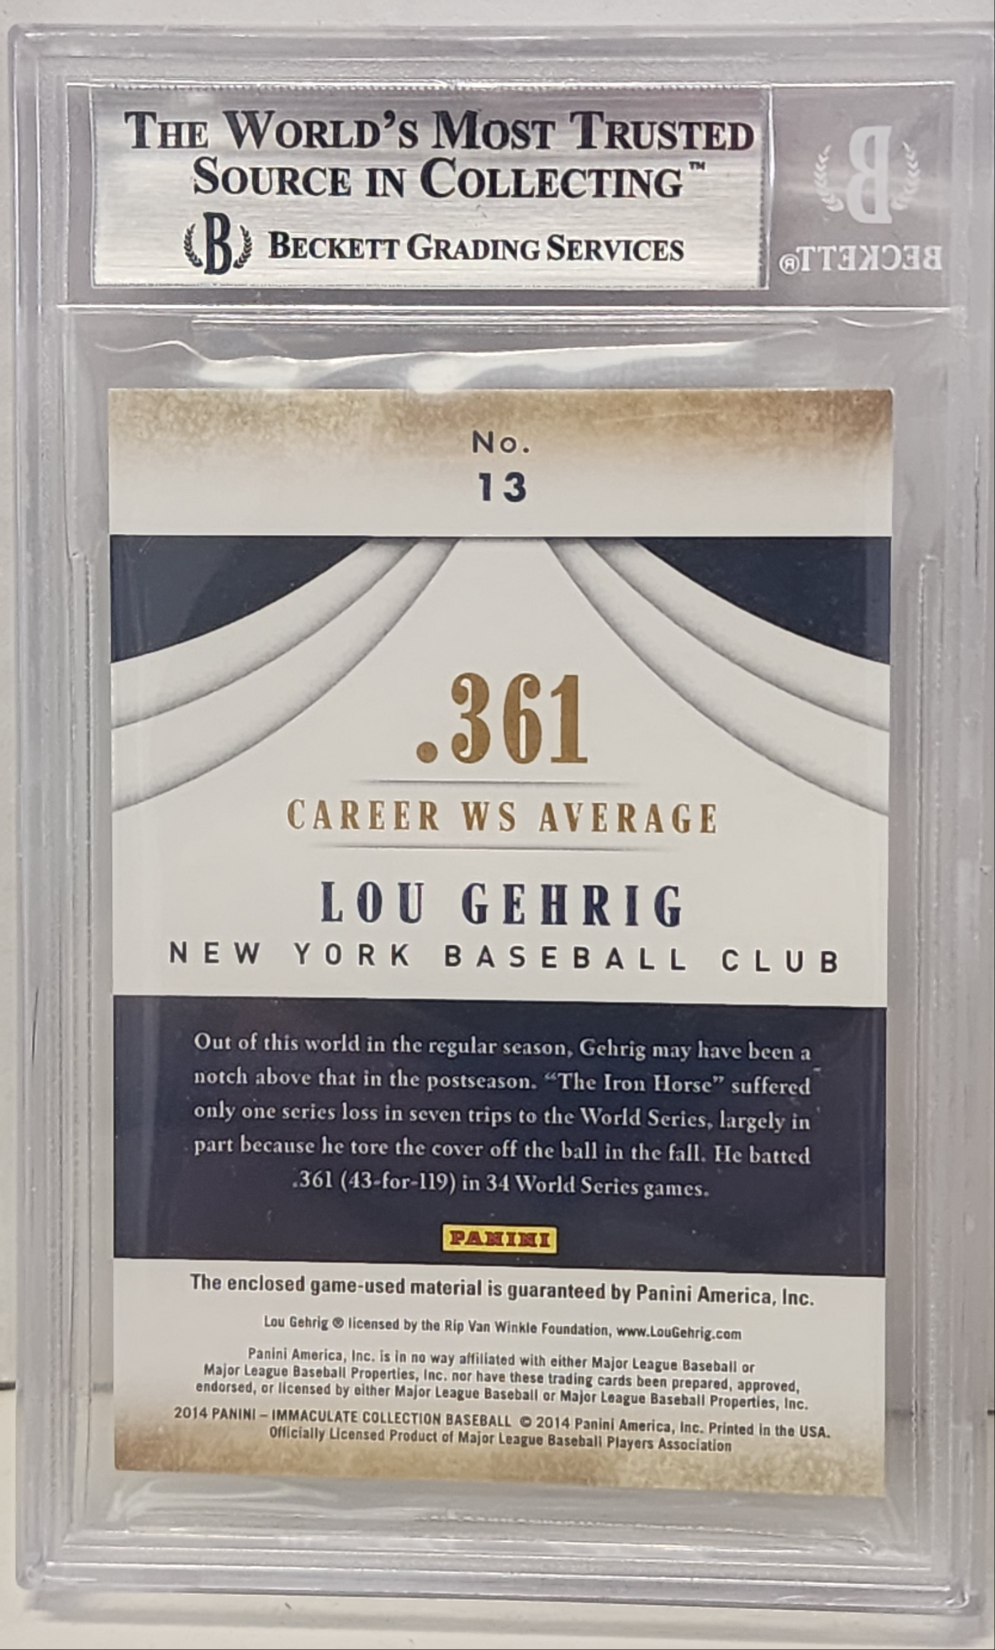 THE WORLD'S MOST TRUSTED
SOURCE IN COLLECTING™
B BECKETT GRADING SERVICES
B
BECKETT®
No.
13
.361
CAREER WS AVERAGE
LOU GEHRIG
NEW YORK BASEBALL CLUB
Out of this world in the regular season, Gehrig may have been a
notch above that in the postseason. “The Iron Horse” suffered
only one series loss in seven trips to the World Series, largely in
part because he tore the cover off the ball in the fall. He batted
.361 (43-for-119) in 34 World Series games.
PANINI
The enclosed game-used material is guaranteed by Panini America, Inc.
Lou Gehrig ® licensed by the Rip Van Winkle Foundation, www.LouGehrig.com
Panini America, Inc. is in no way affiliated with either Major League Baseball or
Major League Baseball Properties, Inc. nor have these trading cards been prepared, approved,
endorsed, or licensed by either Major League Baseball or Major League Baseball Properties, Inc.
2014 PANINI – IMMACULATE COLLECTION BASEBALL © 2014 Panini America, Inc. Printed in the USA.
Officially Licensed Product of Major League Baseball Players Association